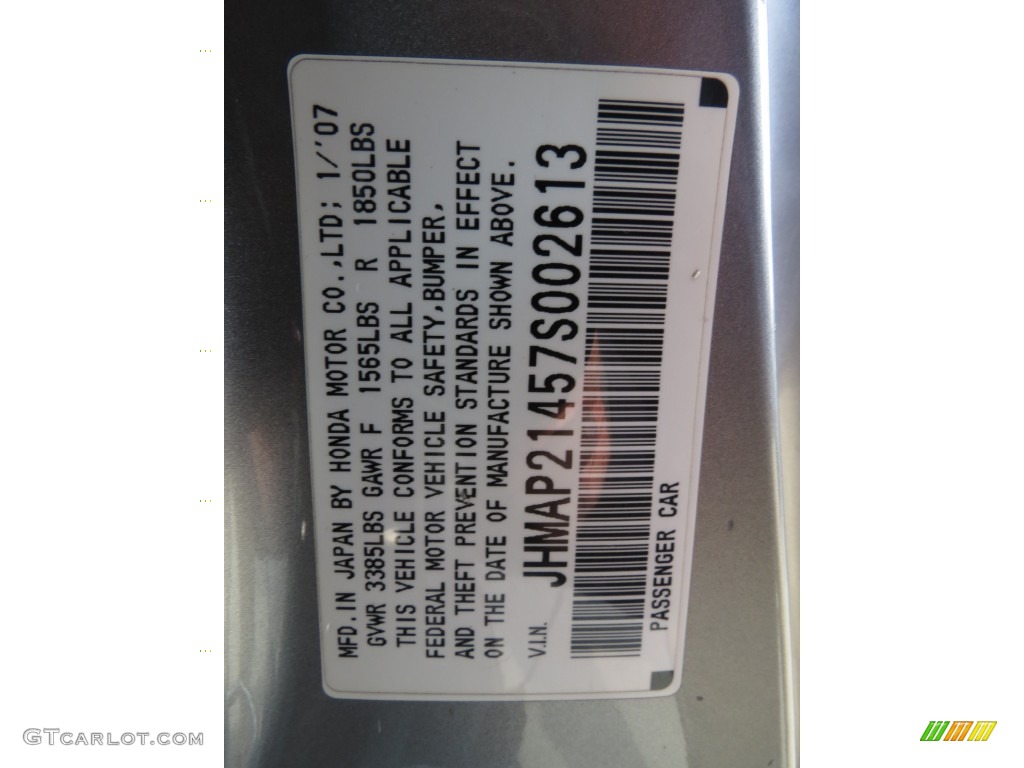 MFD.IN JAPAN BY HONDA MOTOR CO.,LTD; 1/'07
GVWR 3385LBS GAWR F 1565LBS R 1850LBS
THIS VEHICLE CONFORMS TO ALL APPLICABLE
FEDERAL MOTOR VEHICLE SAFETY,BUMPER,
AND THEFT PREVENTION STANDARDS IN EFFECT
ON THE DATE OF MANUFACTURE SHOWN ABOVE.
V.I.N. JHMAP21457S002613
PASSENGER CAR
GTCARLOT.COM